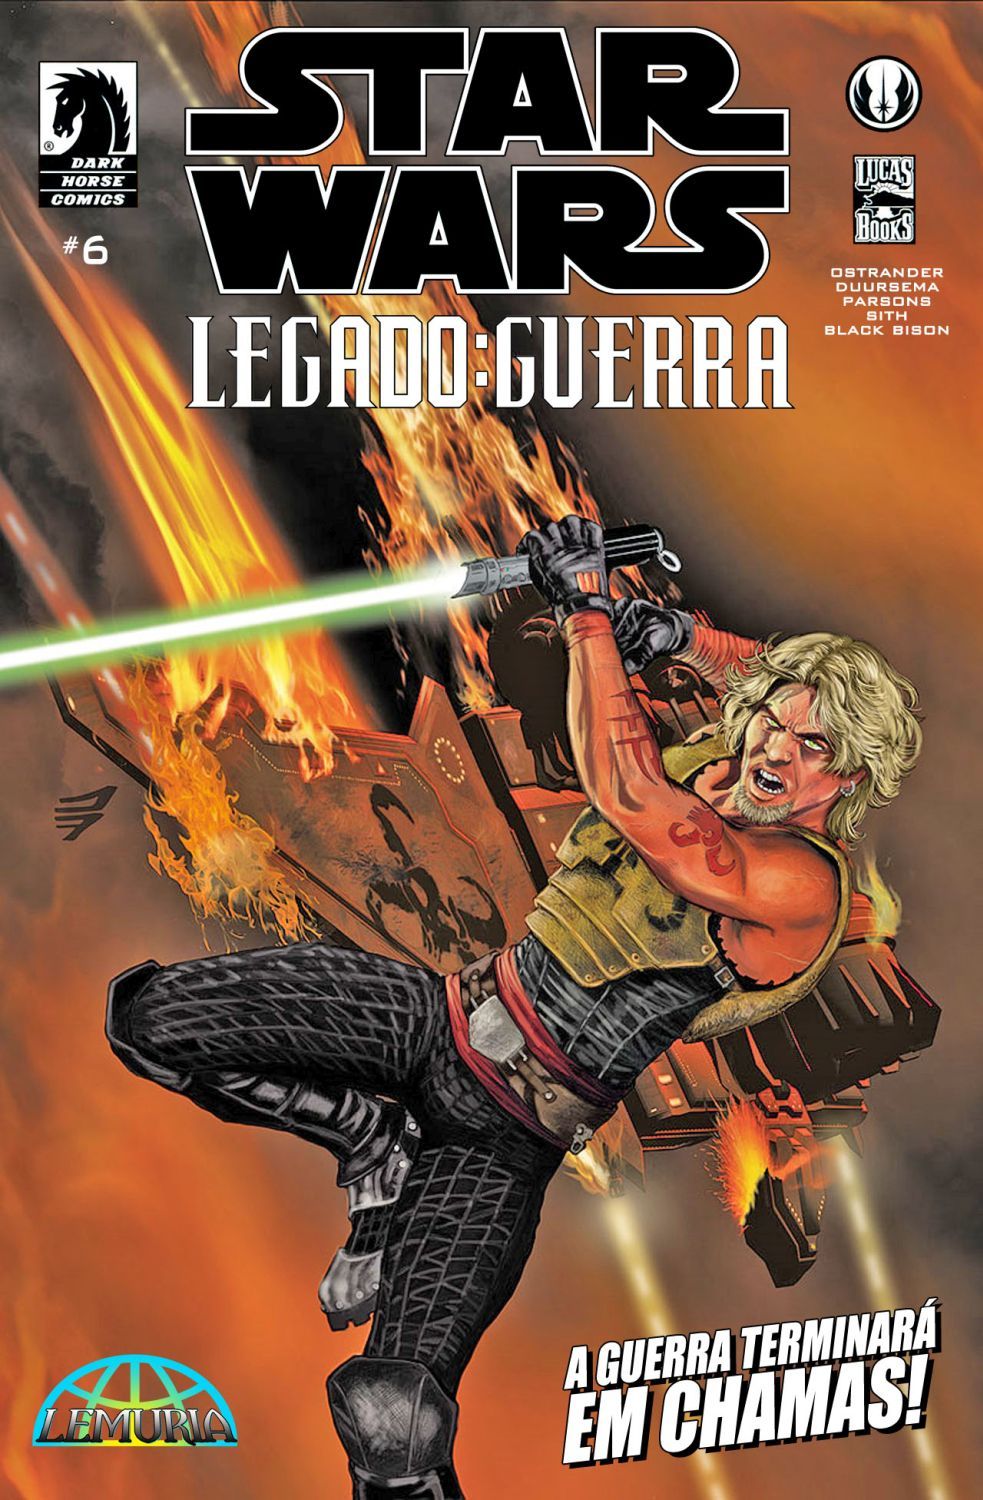 STAR
WARS
LEGADO:GUERRA
DARK
HORSE
COMICS
#6
LUCAS
BOOKS
OSTRANDER
DUURSEMA
PARSONS
SITH
BLACK BISON
LEMURIA
A GUERRA TERMINARÁ
EM CHAMAS!